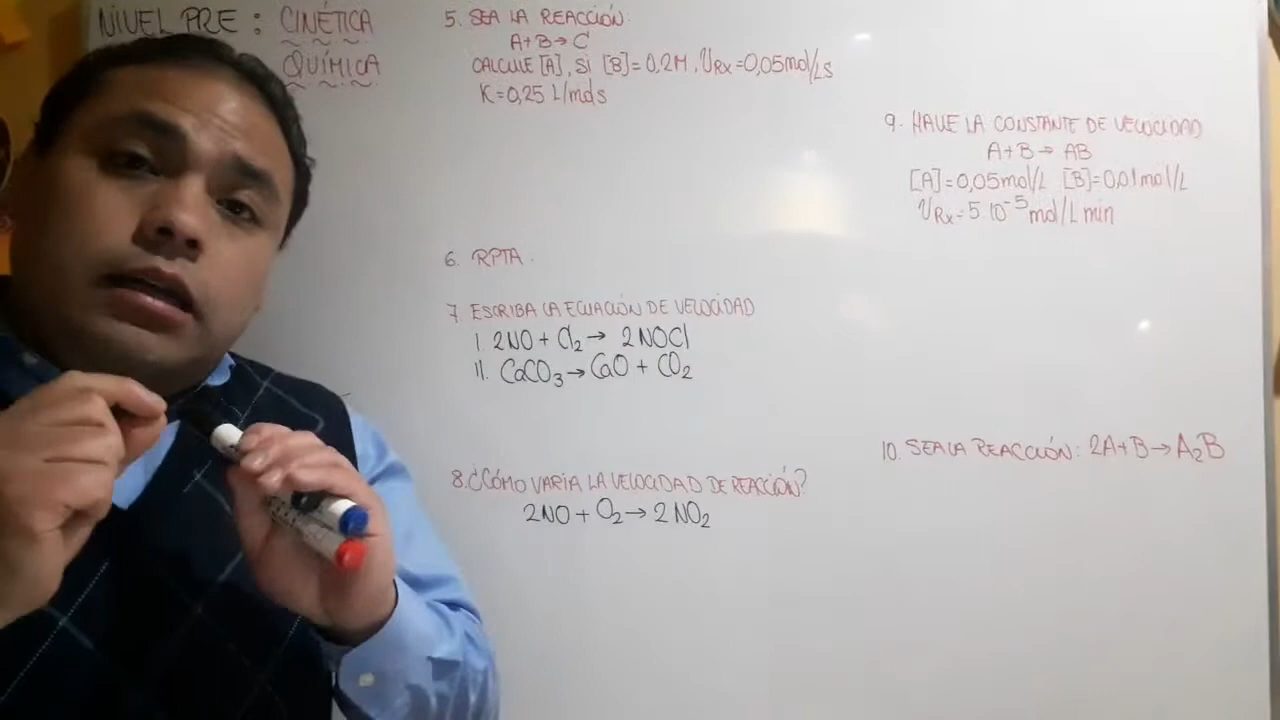 NIVEL PRE : CINÉTICA
QUÍMICA
5. SEA LA REACCIÓN:
A+B→C
CALCULE [A], SI [B]=0,2M, VRx=0,05mol/Ls
K=0,25 L/mols
6. RPTA.
7 ESCRIBA LA ECUACIÓN DE VELOCIDAD
I. 2NO + Cl₂ → 2NOCl
II. CaCO₃ → CaO + CO₂
8. ¿CÓMO VARÍA LA VELOCIDAD DE REACCIÓN?
2NO + O₂ → 2NO₂
9. HALLE LA CONSTANTE DE VELOCIDAD
A+B → AB
[A]=0,05mol/L [B]=0,01mol/L
VRx=5 10⁻⁵mol/L min
10. SEA LA REACCIÓN: 2A+B→A₂B